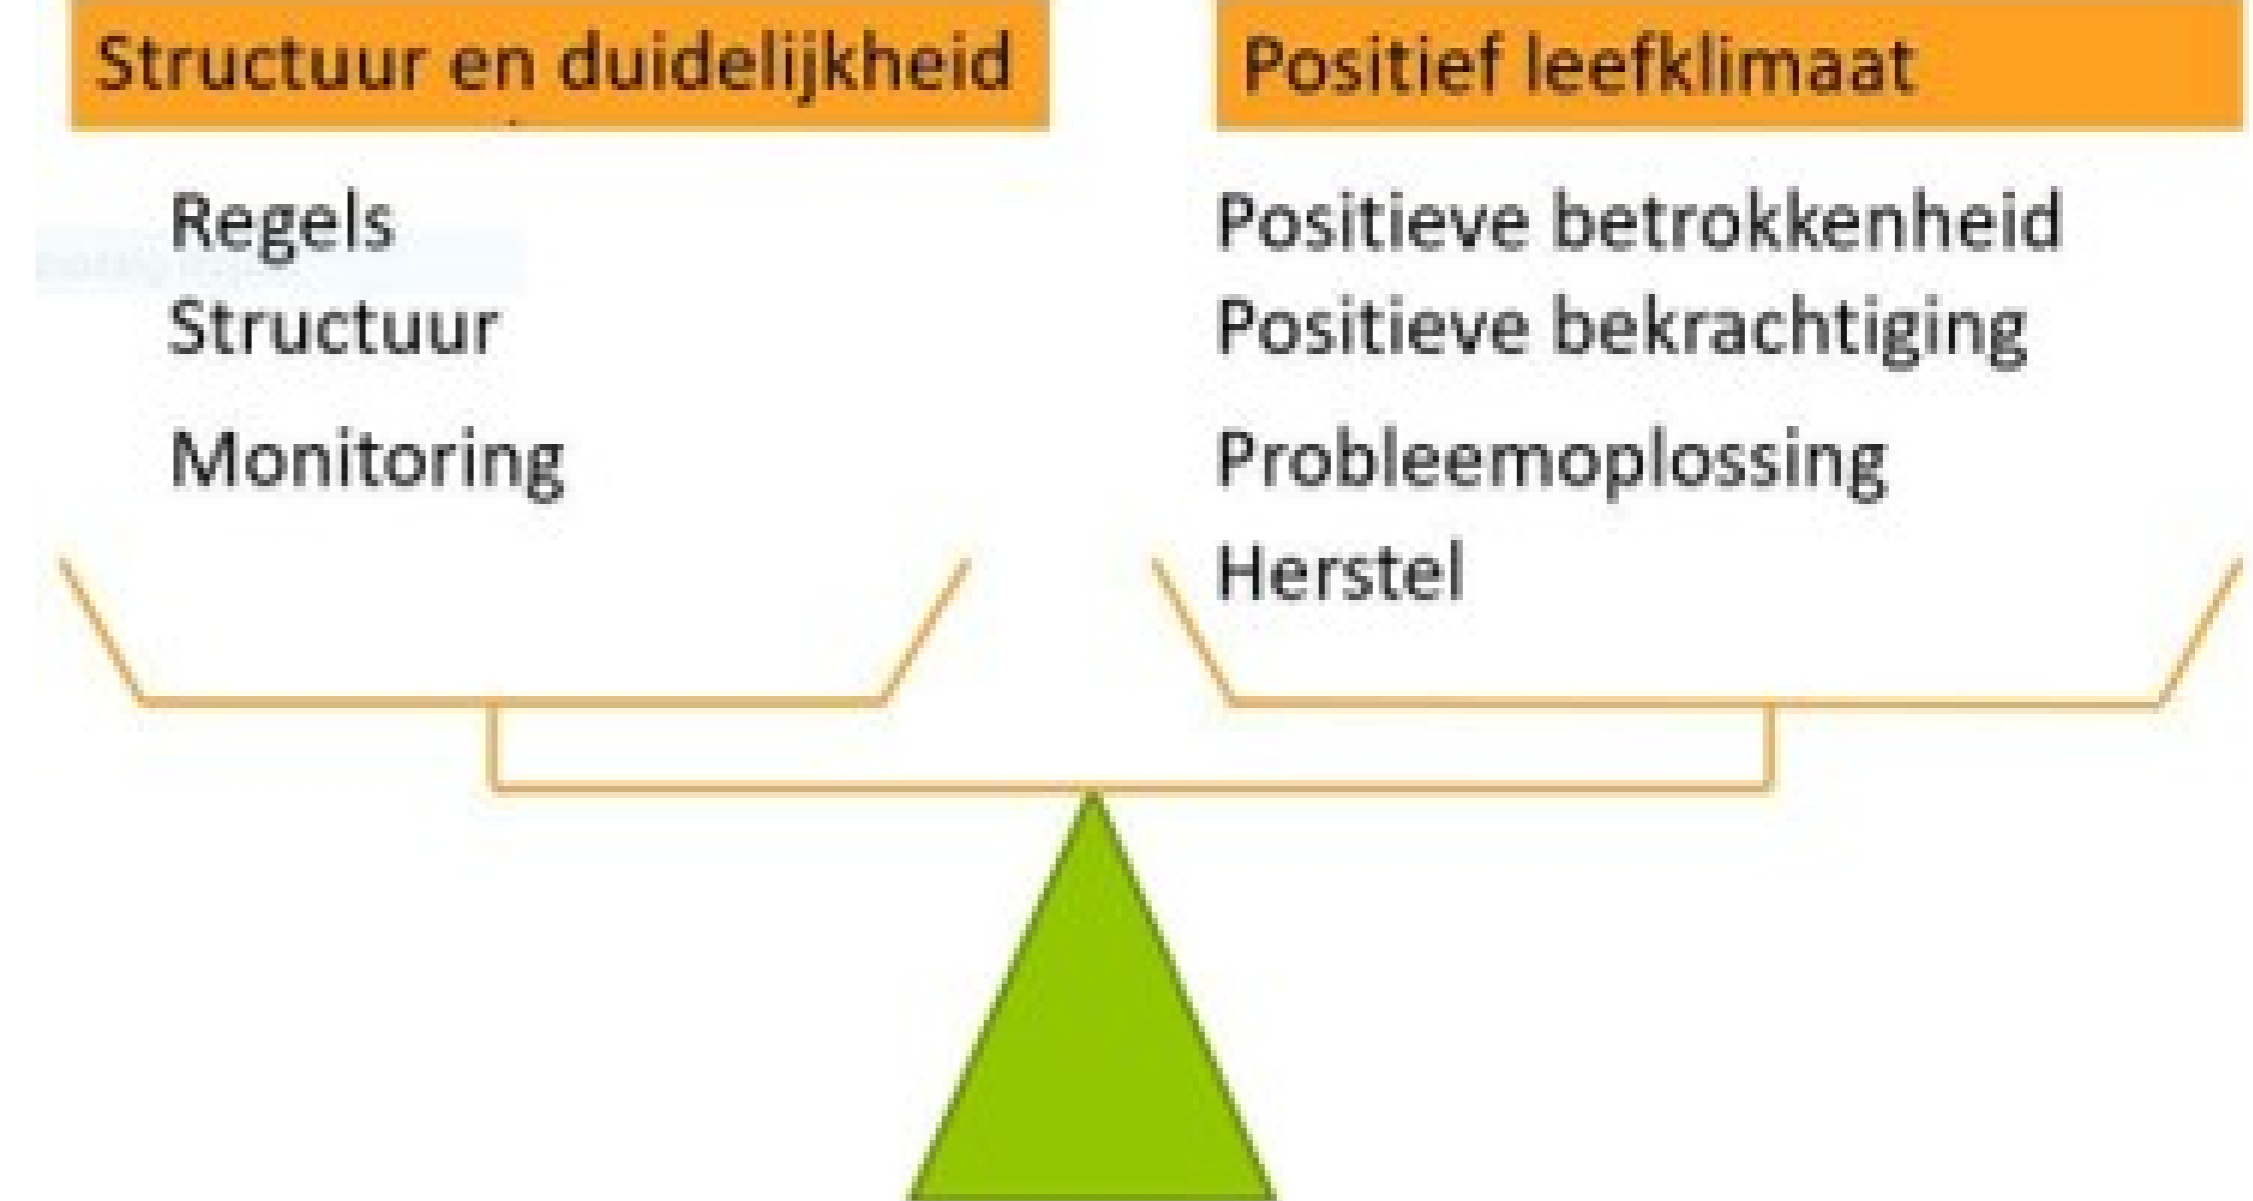 Structuur en duidelijkheid
Regels
Structuur
Monitoring
Positief leefklimaat
Positieve betrokkenheid
Positieve bekrachtiging
Probleemoplossing
Herstel